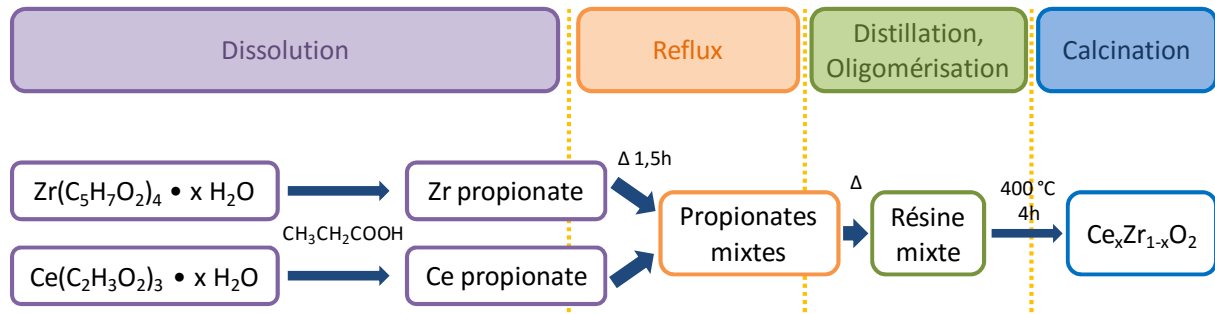 Dissolution
Reflux
Distillation,
Oligomérisation
Calcination
Δ 1,5h
Δ
400 °C
4h
Zr(C₅H₇O₂)₄ • x H₂O
Zr propionate
CH₃CH₂COOH
Propionates
mixtes
Résine
mixte
CeₓZr₁₋ₓO₂
Ce(C₂H₃O₂)₃ • x H₂O
Ce propionate